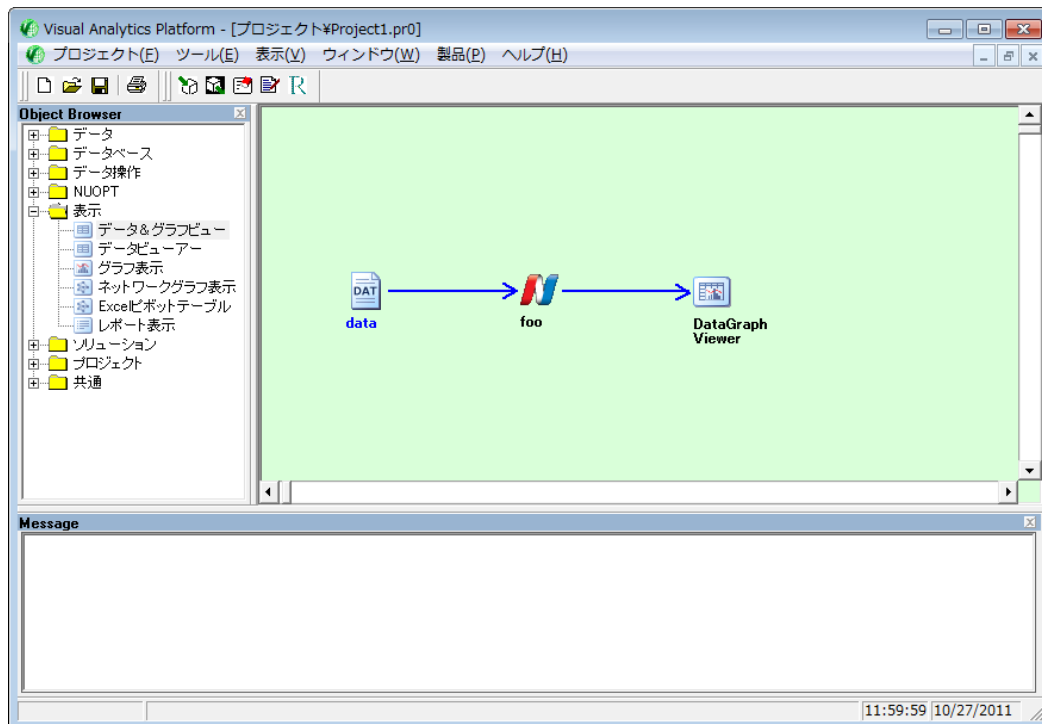 Visual Analytics Platform - [プロジェクト¥Project1.pr0]
プロジェクト(F) ツール(E) 表示(V) ウィンドウ(W) 製品(P) ヘルプ(H)
R
Object Browser
データ
データベース
データ操作
NUOPT
表示
データ&グラフビュー
データビューアー
グラフ表示
ネットワークグラフ表示
Excelピボットテーブル
レポート表示
ソリューション
プロジェクト
共通
DAT
data
foo
DataGraph
Viewer
Message
11:59:59 10/27/2011